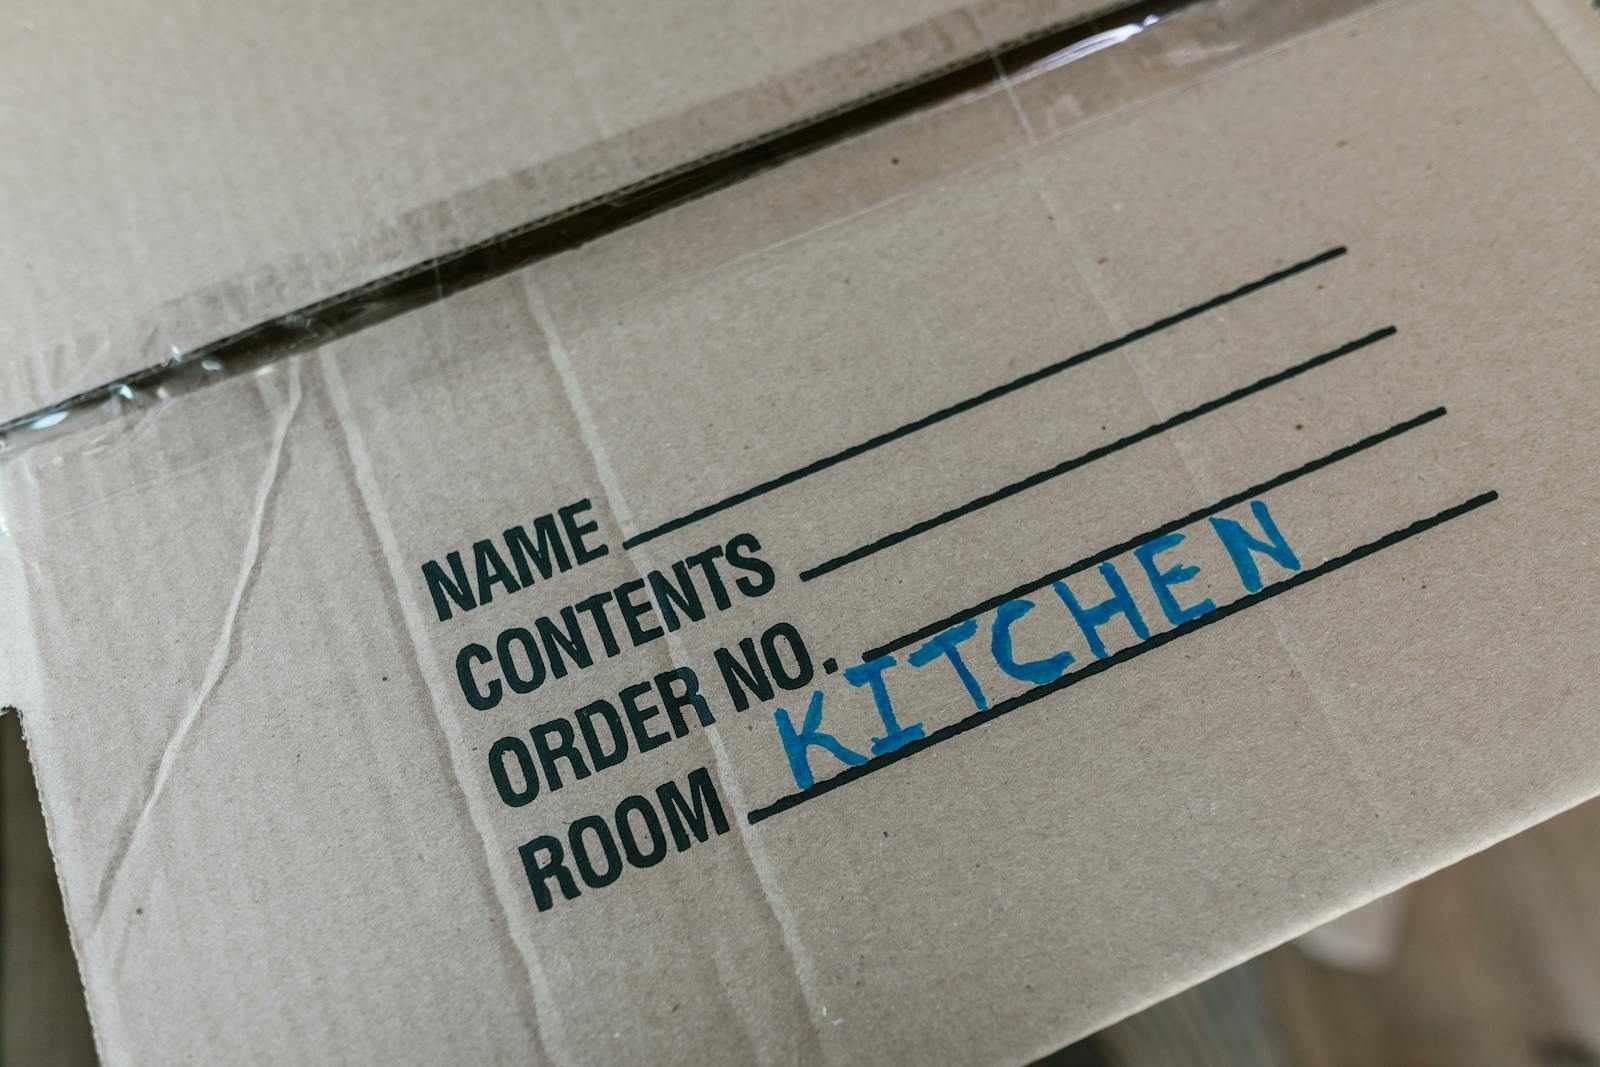 NAME
CONTENTS
ORDER NO.
ROOM KITCHEN